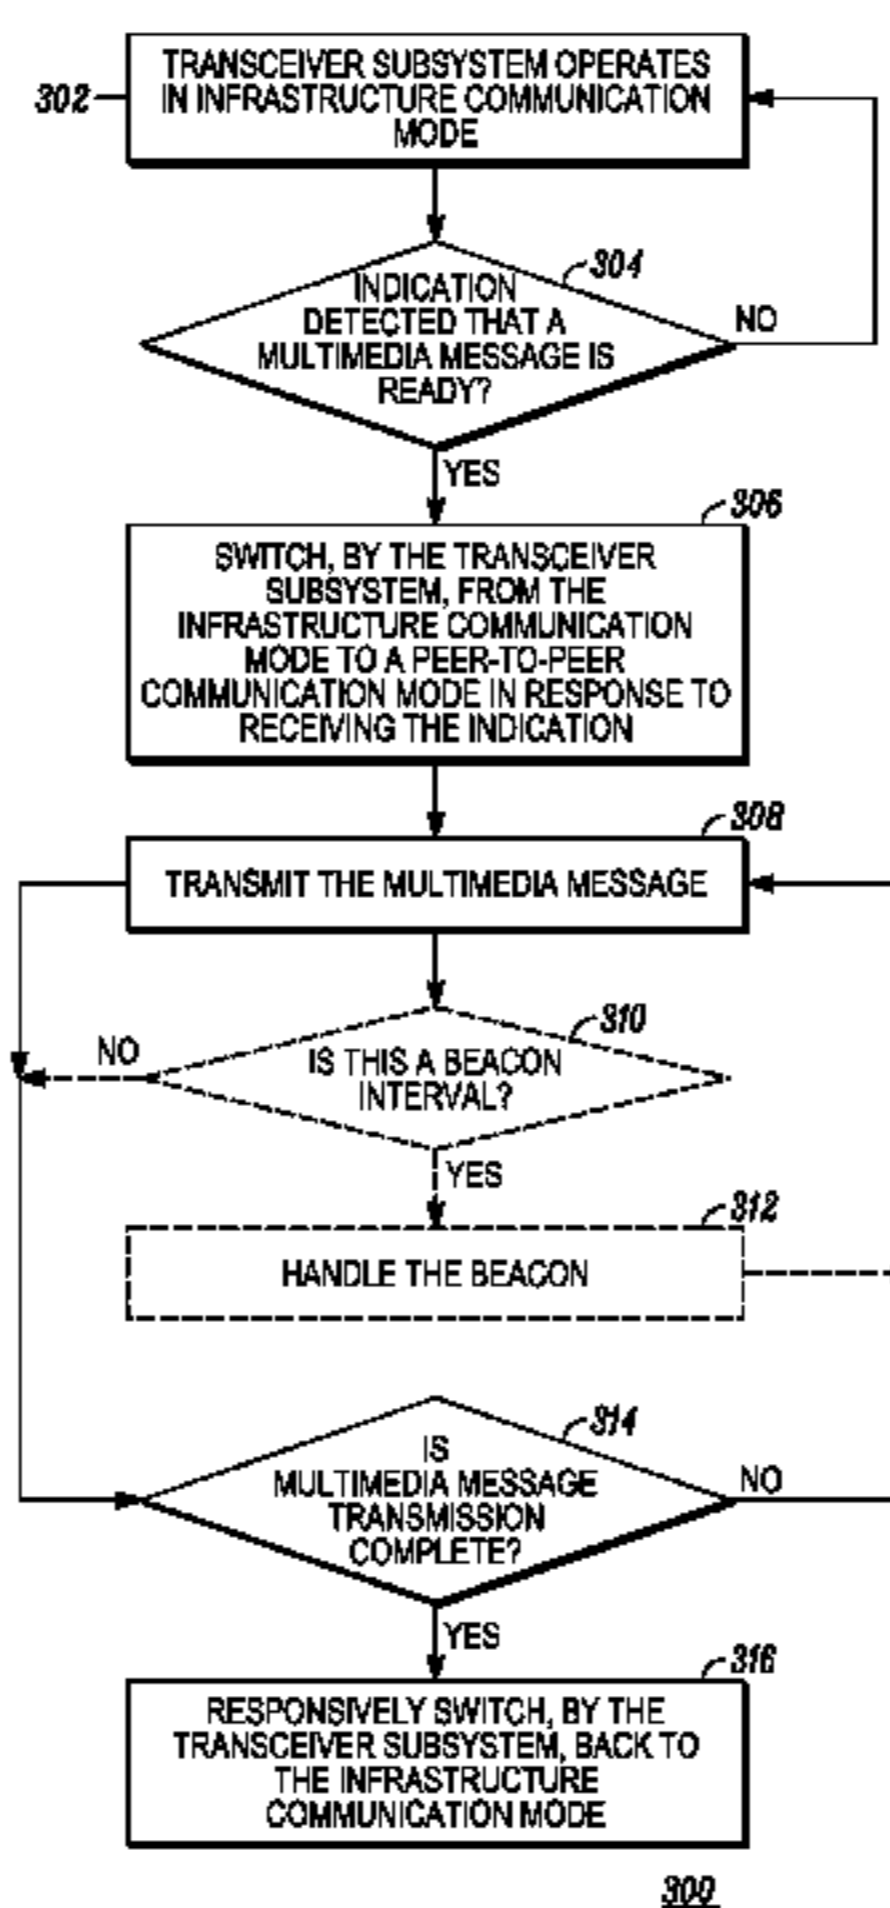 TRANSCEIVER SUBSYSTEM OPERATES
IN INFRASTRUCTURE COMMUNICATION
MODE
302
304
INDICATION
DETECTED THAT A
MULTIMEDIA MESSAGE IS
READY?
NO
YES
306
SWITCH, BY THE TRANSCEIVER
SUBSYSTEM, FROM THE
INFRASTRUCTURE COMMUNICATION
MODE TO A PEER-TO-PEER
COMMUNICATION MODE IN RESPONSE TO
RECEIVING THE INDICATION
308
TRANSMIT THE MULTIMEDIA MESSAGE
310
IS THIS A BEACON
INTERVAL?
NO
YES
312
HANDLE THE BEACON
314
IS
MULTIMEDIA MESSAGE
TRANSMISSION
COMPLETE?
NO
YES
316
RESPONSIVELY SWITCH, BY THE
TRANSCEIVER SUBSYSTEM, BACK TO
THE INFRASTRUCTURE
COMMUNICATION MODE
300